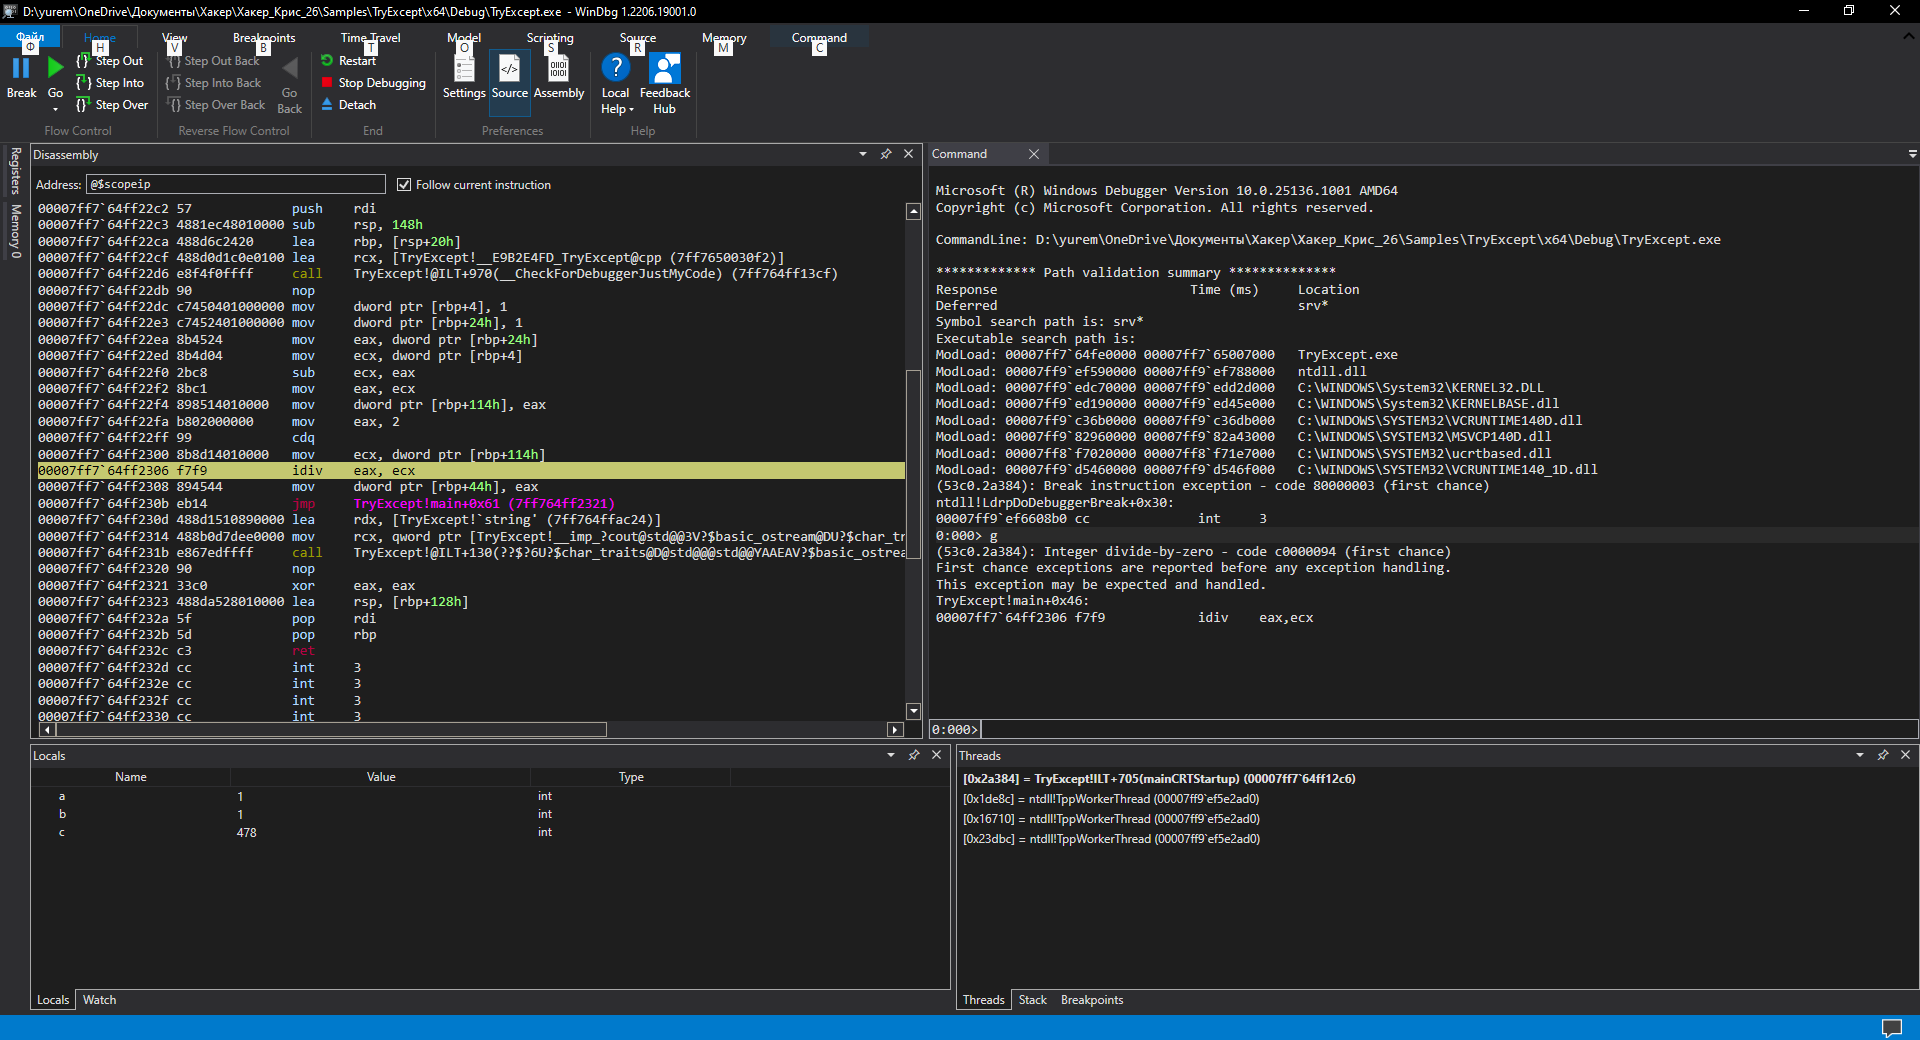 D:\yurem\OneDrive\Документы\Хакер\Хакер_Крис_26\Samples\TryExcept\x64\Debug\TryExcept.exe - WinDbg 1.2206.19001.0
Файл Home View Breakpoints Time Travel Model Scripting Source Memory Command
Ф H V B T O S R M C
Break
Go
Step Out
Step Into
Step Over
Flow Control
Step Out Back
Step Into Back
Step Over Back
Go Back
Reverse Flow Control
Restart
Stop Debugging
Detach
End
Settings
Source
Assembly
Preferences
Local Help
Feedback Hub
Help
Registers
Memory 0
Disassembly
Address: @$scopeip Follow current instruction
00007ff7`64ff22c2 57 push rdi
00007ff7`64ff22c3 4881ec48010000 sub rsp, 148h
00007ff7`64ff22ca 488d6c2420 lea rbp, [rsp+20h]
00007ff7`64ff22cf 488d0d1c0e0100 lea rcx, [TryExcept!__E9B2E4FD_TryExcept@cpp (7ff7650030f2)]
00007ff7`64ff22d6 e8f4f0ffff call TryExcept!@ILT+970(__CheckForDebuggerJustMyCode) (7ff764ff13cf)
00007ff7`64ff22db 90 nop
00007ff7`64ff22dc c7450401000000 mov dword ptr [rbp+4], 1
00007ff7`64ff22e3 c7452401000000 mov dword ptr [rbp+24h], 1
00007ff7`64ff22ea 8b4524 mov eax, dword ptr [rbp+24h]
00007ff7`64ff22ed 8b4d04 mov ecx, dword ptr [rbp+4]
00007ff7`64ff22f0 2bc8 sub ecx, eax
00007ff7`64ff22f2 8bc1 mov eax, ecx
00007ff7`64ff22f4 898514010000 mov dword ptr [rbp+114h], eax
00007ff7`64ff22fa b802000000 mov eax, 2
00007ff7`64ff22ff 99 cdq
00007ff7`64ff2300 8b8d14010000 mov ecx, dword ptr [rbp+114h]
00007ff7`64ff2306 f7f9 idiv eax, ecx
00007ff7`64ff2308 894544 mov dword ptr [rbp+44h], eax
00007ff7`64ff230b eb14 jmp TryExcept!main+0x61 (7ff764ff2321)
00007ff7`64ff230d 488d1510890000 lea rdx, [TryExcept!`string' (7ff764ffac24)]
00007ff7`64ff2314 488b0d7dee0000 mov rcx, qword ptr [TryExcept!__imp_?cout@std@@3V?$basic_ostream@DU?$char_tr
00007ff7`64ff231b e867edffff call TryExcept!@ILT+130(??$?6U?$char_traits@D@std@@@std@@YAAEAV?$basic_ostrea
00007ff7`64ff2320 90 nop
00007ff7`64ff2321 33c0 xor eax, eax
00007ff7`64ff2323 488da528010000 lea rsp, [rbp+128h]
00007ff7`64ff232a 5f pop rdi
00007ff7`64ff232b 5d pop rbp
00007ff7`64ff232c c3 ret
00007ff7`64ff232d cc int 3
00007ff7`64ff232e cc int 3
00007ff7`64ff232f cc int 3
00007ff7`64ff2330 cc int 3
Command
Microsoft (R) Windows Debugger Version 10.0.25136.1001 AMD64
Copyright (c) Microsoft Corporation. All rights reserved.
CommandLine: D:\yurem\OneDrive\Документы\Хакер\Хакер_Крис_26\Samples\TryExcept\x64\Debug\TryExcept.exe
************* Path validation summary **************
Response Time (ms) Location
Deferred srv*
Symbol search path is: srv*
Executable search path is:
ModLoad: 00007ff7`64fe0000 00007ff7`65007000 TryExcept.exe
ModLoad: 00007ff9`ef590000 00007ff9`ef788000 ntdll.dll
ModLoad: 00007ff9`edc70000 00007ff9`edd2d000 C:\WINDOWS\System32\KERNEL32.DLL
ModLoad: 00007ff9`ed190000 00007ff9`ed45e000 C:\WINDOWS\System32\KERNELBASE.dll
ModLoad: 00007ff9`c36b0000 00007ff9`c36db000 C:\WINDOWS\SYSTEM32\VCRUNTIME140D.dll
ModLoad: 00007ff9`82960000 00007ff9`82a43000 C:\WINDOWS\SYSTEM32\MSVCP140D.dll
ModLoad: 00007ff8`f7020000 00007ff8`f71e7000 C:\WINDOWS\SYSTEM32\ucrtbased.dll
ModLoad: 00007ff9`d5460000 00007ff9`d546f000 C:\WINDOWS\SYSTEM32\VCRUNTIME140_1D.dll
(53c0.2a384): Break instruction exception - code 80000003 (first chance)
ntdll!LdrpDoDebuggerBreak+0x30:
00007ff9`ef6608b0 cc int 3
0:000> g
(53c0.2a384): Integer divide-by-zero - code c0000094 (first chance)
First chance exceptions are reported before any exception handling.
This exception may be expected and handled.
TryExcept!main+0x46:
00007ff7`64ff2306 f7f9 idiv eax,ecx
0:000>
Locals
Name Value Type
a 1 int
b 1 int
c 478 int
Locals Watch
Threads
[0x2a384] = TryExcept!ILT+705(mainCRTStartup) (00007ff7`64ff12c6)
[0x1de8c] = ntdll!TppWorkerThread (00007ff9`ef5e2ad0)
[0x16710] = ntdll!TppWorkerThread (00007ff9`ef5e2ad0)
[0x23dbc] = ntdll!TppWorkerThread (00007ff9`ef5e2ad0)
Threads Stack Breakpoints